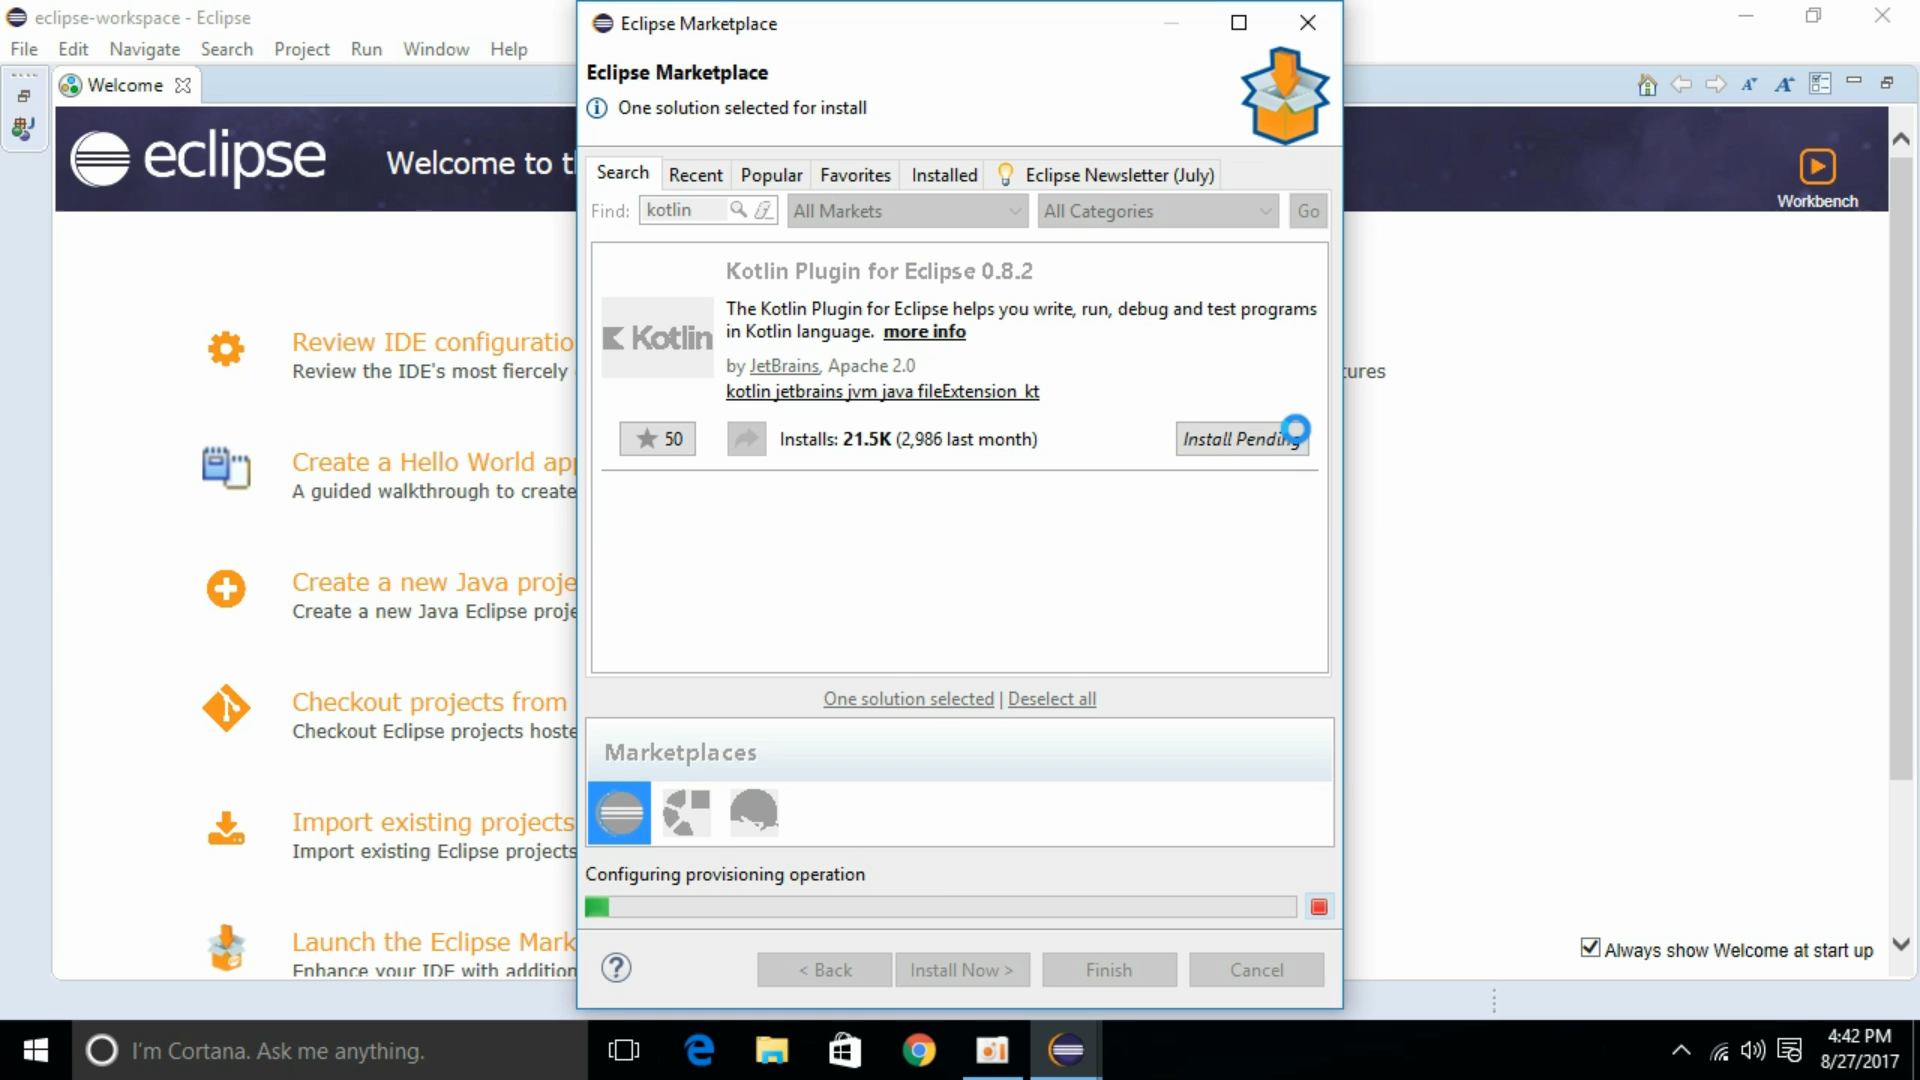 eclipse-workspace - Eclipse
File Edit Navigate Search Project Run Window Help
Welcome
eclipse Welcome to t
Workbench
Review IDE configuratio
Review the IDE's most fiercely
tures
Create a Hello World app
A guided walkthrough to create
Create a new Java proje
Create a new Java Eclipse proje
Checkout projects from
Checkout Eclipse projects hoste
Import existing projects
Import existing Eclipse projects
Launch the Eclipse Mark
Enhance your IDE with addition
Always show Welcome at start up
Eclipse Marketplace
Eclipse Marketplace
One solution selected for install
Search Recent Popular Favorites Installed Eclipse Newsletter (July)
Find: kotlin All Markets All Categories Go
Kotlin Plugin for Eclipse 0.8.2
Kotlin
The Kotlin Plugin for Eclipse helps you write, run, debug and test programs
in Kotlin language. more info
by JetBrains, Apache 2.0
kotlin jetbrains jvm java fileExtension_kt
50 Installs: 21.5K (2,986 last month) Install Pending
One solution selected | Deselect all
Marketplaces
Configuring provisioning operation
< Back Install Now > Finish Cancel
I'm Cortana. Ask me anything.
4:42 PM
8/27/2017